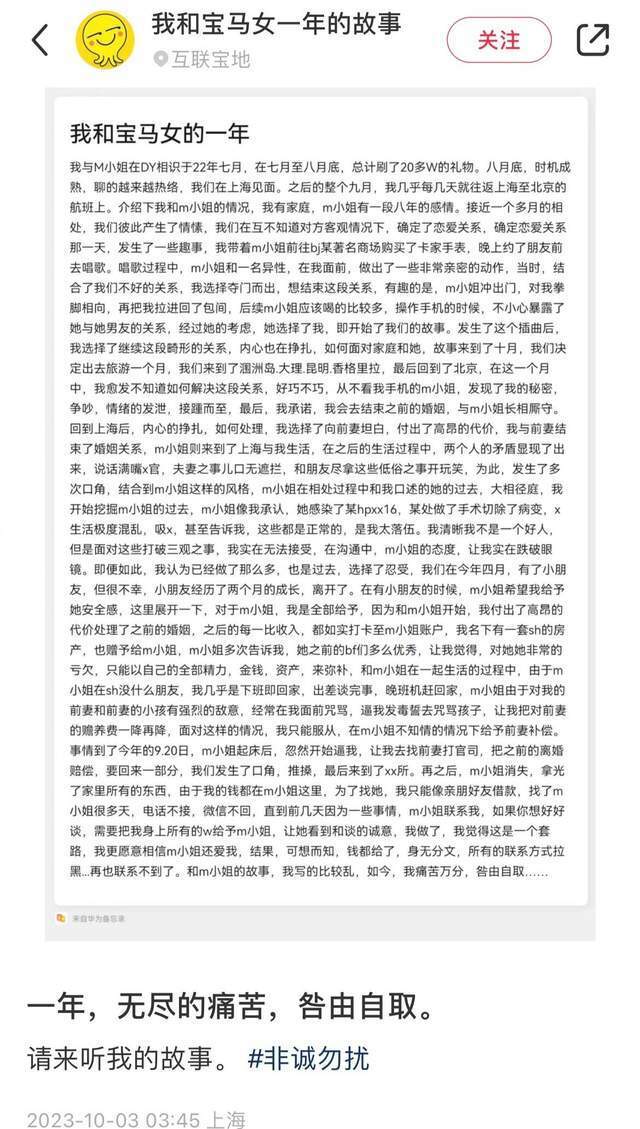 我和宝马女一年的故事
互联宝地
关注
我和宝马女的一年
我与M小姐在DY相识于22年七月，在七月至八月底，总计刷了20多W的礼物。八月底，时机成
熟，聊的越来越热络，我们在上海见面。之后的整个九月，我几乎每几天就往返上海至北京的
航班上。介绍下我和m小姐的情况，我有家庭，m小姐有一段八年的感情。接近一个多月的相
处，我们彼此产生了情愫，我们在互不知道对方客观情况下，确定了恋爱关系，确定恋爱关系
那一天，发生了一些趣事，我带着m小姐前往bj某著名商场购买了卡家手表，晚上约了朋友前
去唱歌。唱歌过程中，m小姐和一名异性，在我面前，做出了一些非常亲密的动作，当时，结
合了我们不好的关系，我选择夺门而出，想结束这段关系，有趣的是，m小姐冲出门，对我拳
脚相向，再把我拉进回了包间，后续m小姐应该喝的比较多，操作手机的时候，不小心暴露了
她与她男友的关系，经过她的考虑，她选择了我，即开始了我们的故事。发生了这个插曲后，
我选择了继续这段畸形的关系，内心也在挣扎，如何面对家庭和她，故事来到了十月，我们决
定出去旅游一个月，我们来到了涠洲岛.大理.昆明.香格里拉，最后回到了北京，在这一个月
中，我愈发不知道如何解决这段关系，好巧不巧，从不看我手机的m小姐，发现了我的秘密，
争吵，情绪的发泄，接踵而至，最后，我承诺，我会去结束之前的婚姻，与m小姐长相厮守。
回到上海后，内心的挣扎，如何处理，我选择了向前妻坦白，付出了高昂的代价，我与前妻结
束了婚姻关系，m小姐则来到了上海与我生活，在之后的生活过程中，两个人的矛盾显现了出
来，说话满嘴x官，夫妻之事儿口无遮拦，和朋友尽拿这些低俗之事开玩笑，为此，发生了多
次口角，结合到m小姐这样的风格，m小姐在相处过程中和我口述的她的过去，大相径庭，我
开始挖掘m小姐的过去，m小姐像我承认，她感染了某hpxx16，某处做了手术切除了病变，x
生活极度混乱，吸x，甚至告诉我，这些都是正常的，是我太落伍。我清晰我不是一个好人，
但是面对这些打破三观之事，我实在无法接受，在沟通中，m小姐的态度，让我实在跌破眼
镜。即便如此，我认为已经做了那么多，也是过去，选择了忍受，我们在今年四月，有了小朋
友，但很不幸，小朋友经历了两个月的成长，离开了。在有小朋友的时候，m小姐希望我给予
她安全感，这里展开一下，对于m小姐，我是全部给予，因为和m小姐开始，我付出了高昂的
代价处理了之前的婚姻，之后的每一比收入，都如实打卡至m小姐账户，我名下有一套sh的房
产，也赠予给m小姐，m小姐多次告诉我，她之前的bf们多么优秀，让我觉得，对她她非常的
亏欠，只能以自己的全部精力，金钱，资产，来弥补，和m小姐在一起生活的过程中，由于m
小姐在sh没什么朋友，我几乎是下班即回家，出差谈完事，晚班机赶回家，m小姐由于对我的
前妻和前妻的小孩有强烈的敌意，经常在我面前咒骂，逼我发毒誓去咒骂孩子，让我把对前妻
的赡养费一降再降，面对这样的情况，我只能服从，在m小姐不知情的情况下给予前妻补偿。
事情到了今年的9.20日，m小姐起床后，忽然开始逼我，让我去找前妻打官司，把之前的离婚
赔偿，要回来一部分，我们发生了口角，推搡，最后来到了xx所。再之后，m小姐消失，拿光
了家里所有的东西，由于我的钱都在m小姐这里，为了找她，我只能像亲朋好友借款，找了m
小姐很多天，电话不接，微信不回，直到前几天因为一些事情，m小姐联系我，如果你想好好
谈，需要把我身上所有的w给予m小姐，让她看到和谈的诚意，我做了，我觉得这是一个套
路，我更愿意相信m小姐还爱我，结果，可想而知，钱都给了，身无分文，所有的联系方式拉
黑...再也联系不到了。和m小姐的故事，我写的比较乱，如今，我痛苦万分，咎由自取......
来自华为备忘录
一年，无尽的痛苦，咎由自取。
请来听我的故事。 #非诚勿扰
2023-10-03 03:45 上海